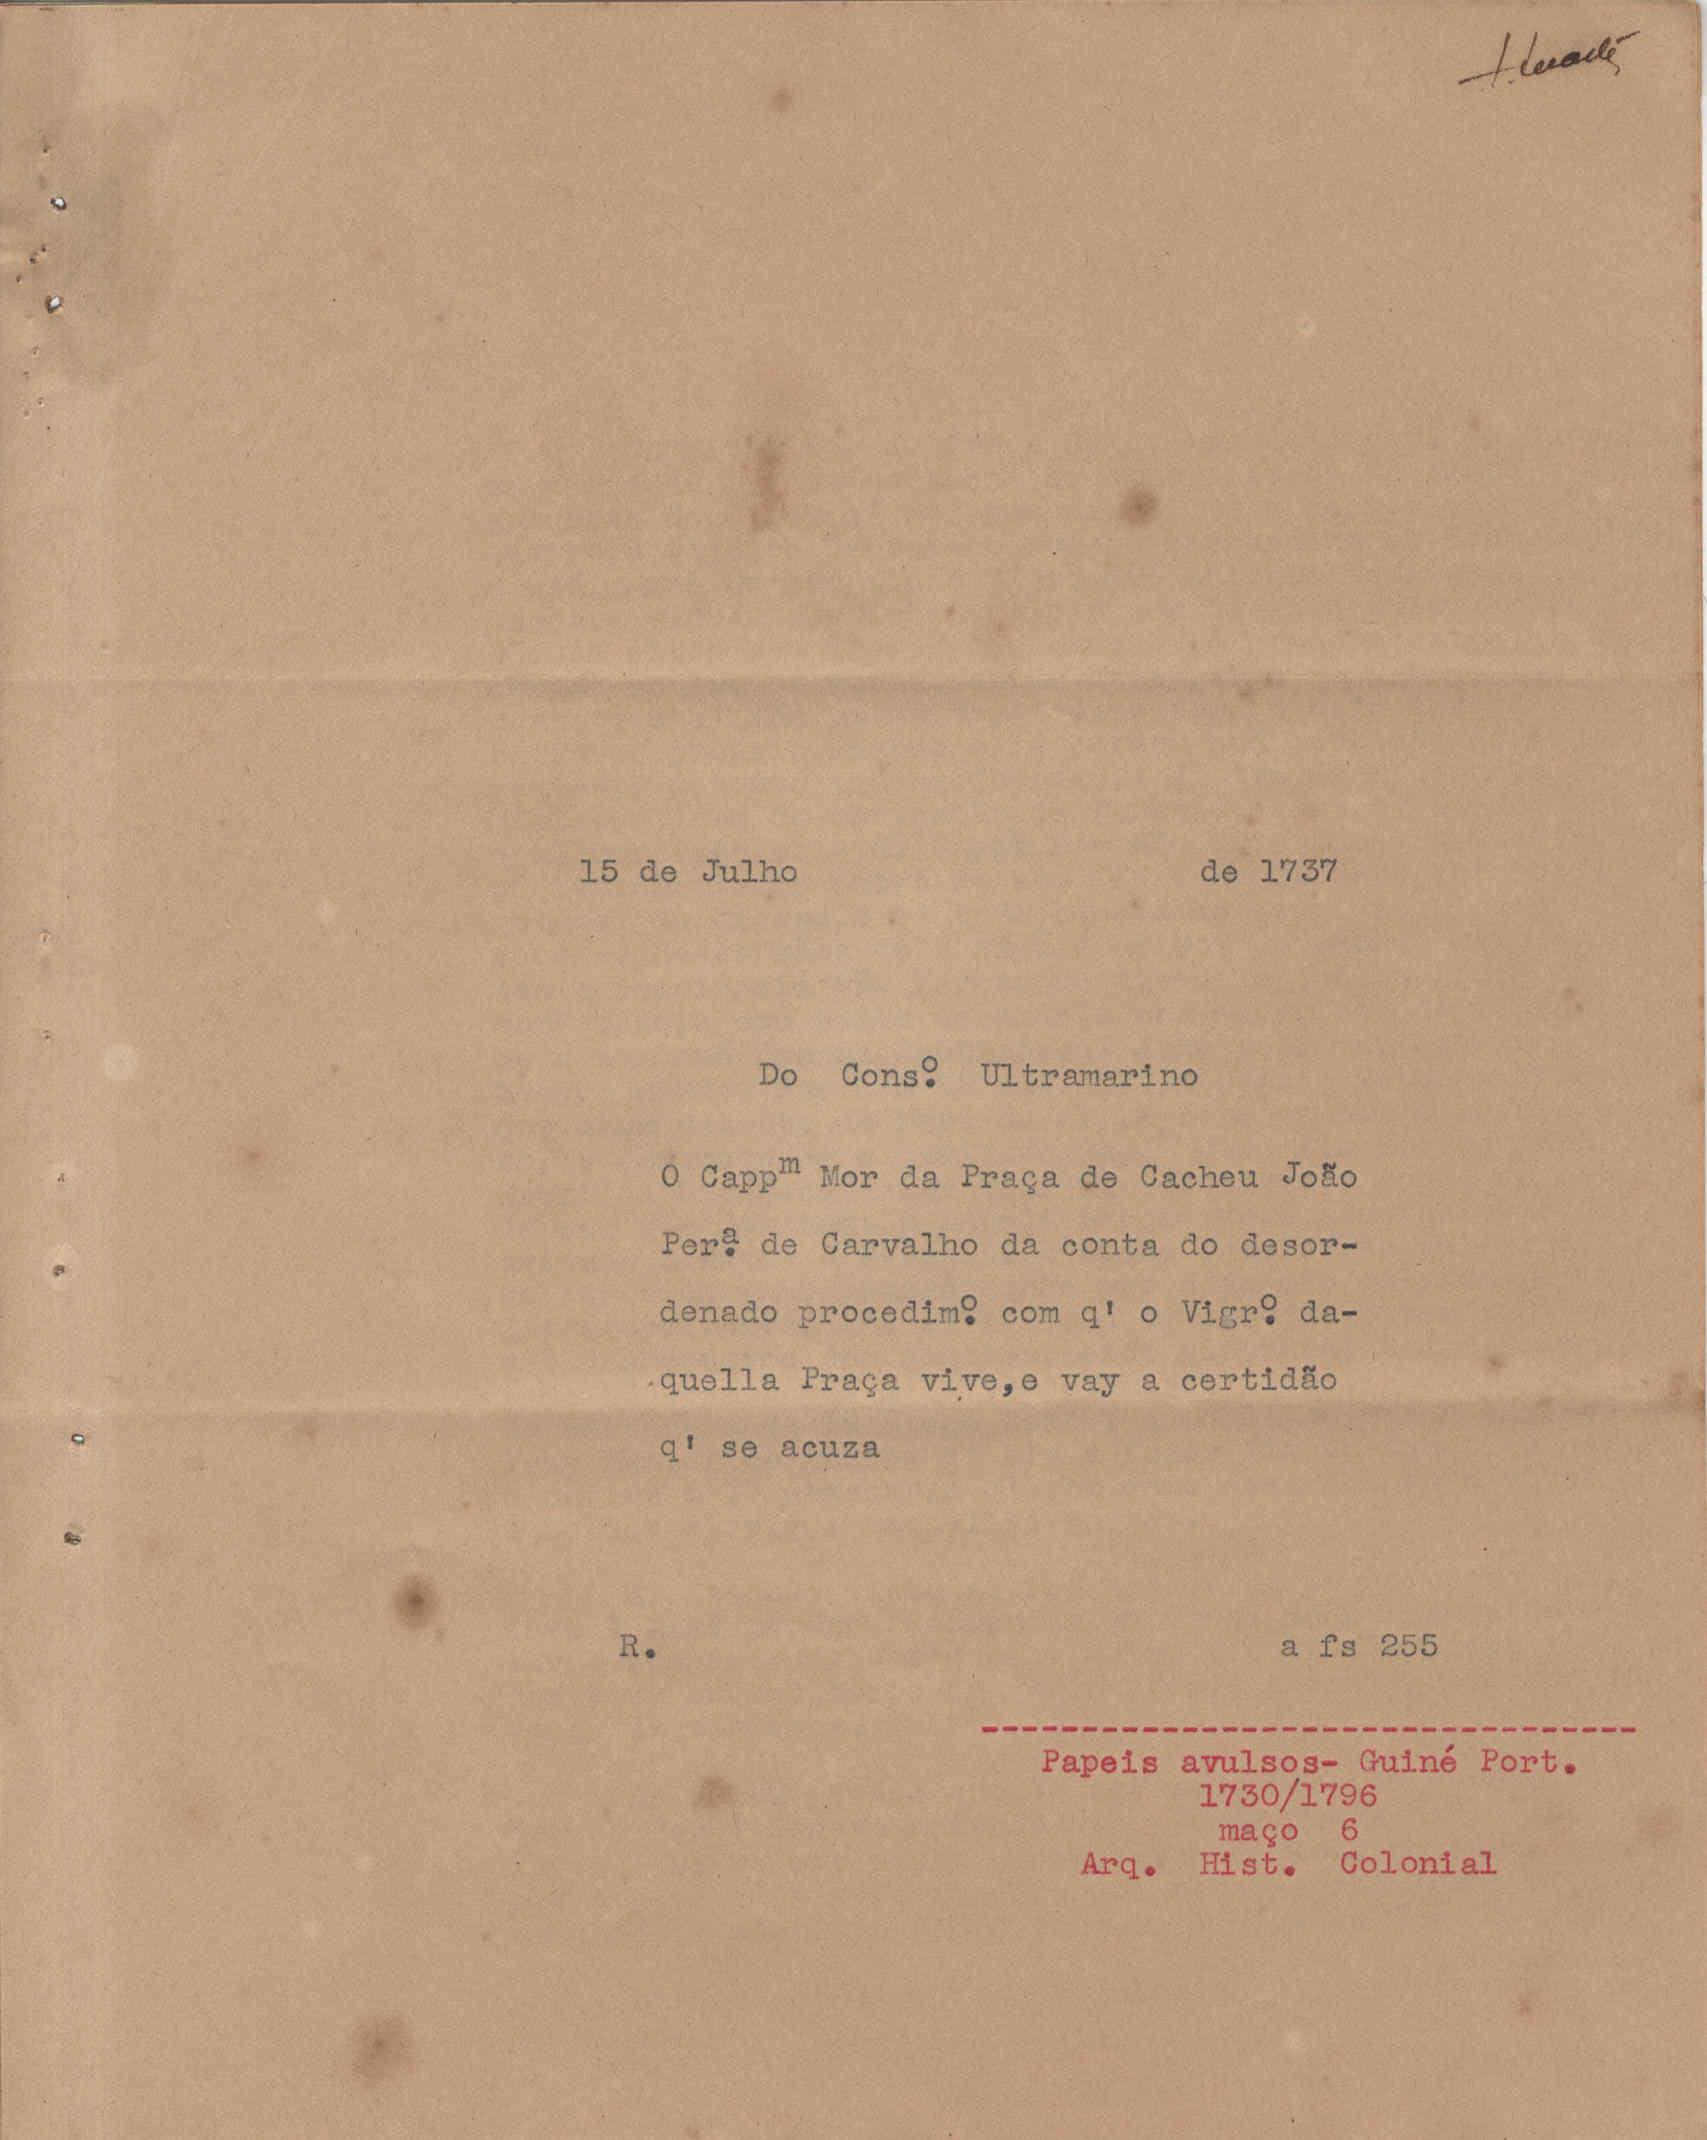 15 de Julho de 1737
Do Consº. Ultramarino
O Cappᵐ Mor da Praça de Cacheu João
Perª. de Carvalho da conta do desor-
denado procedimº. com q' o Vigrº. da-
quella Praça vive,e vay a certidão
q' se acuza
R. a fs 255
---------------------------------
Papeis avulsos- Guiné Port.
1730/1796
maço 6
Arq. Hist. Colonial